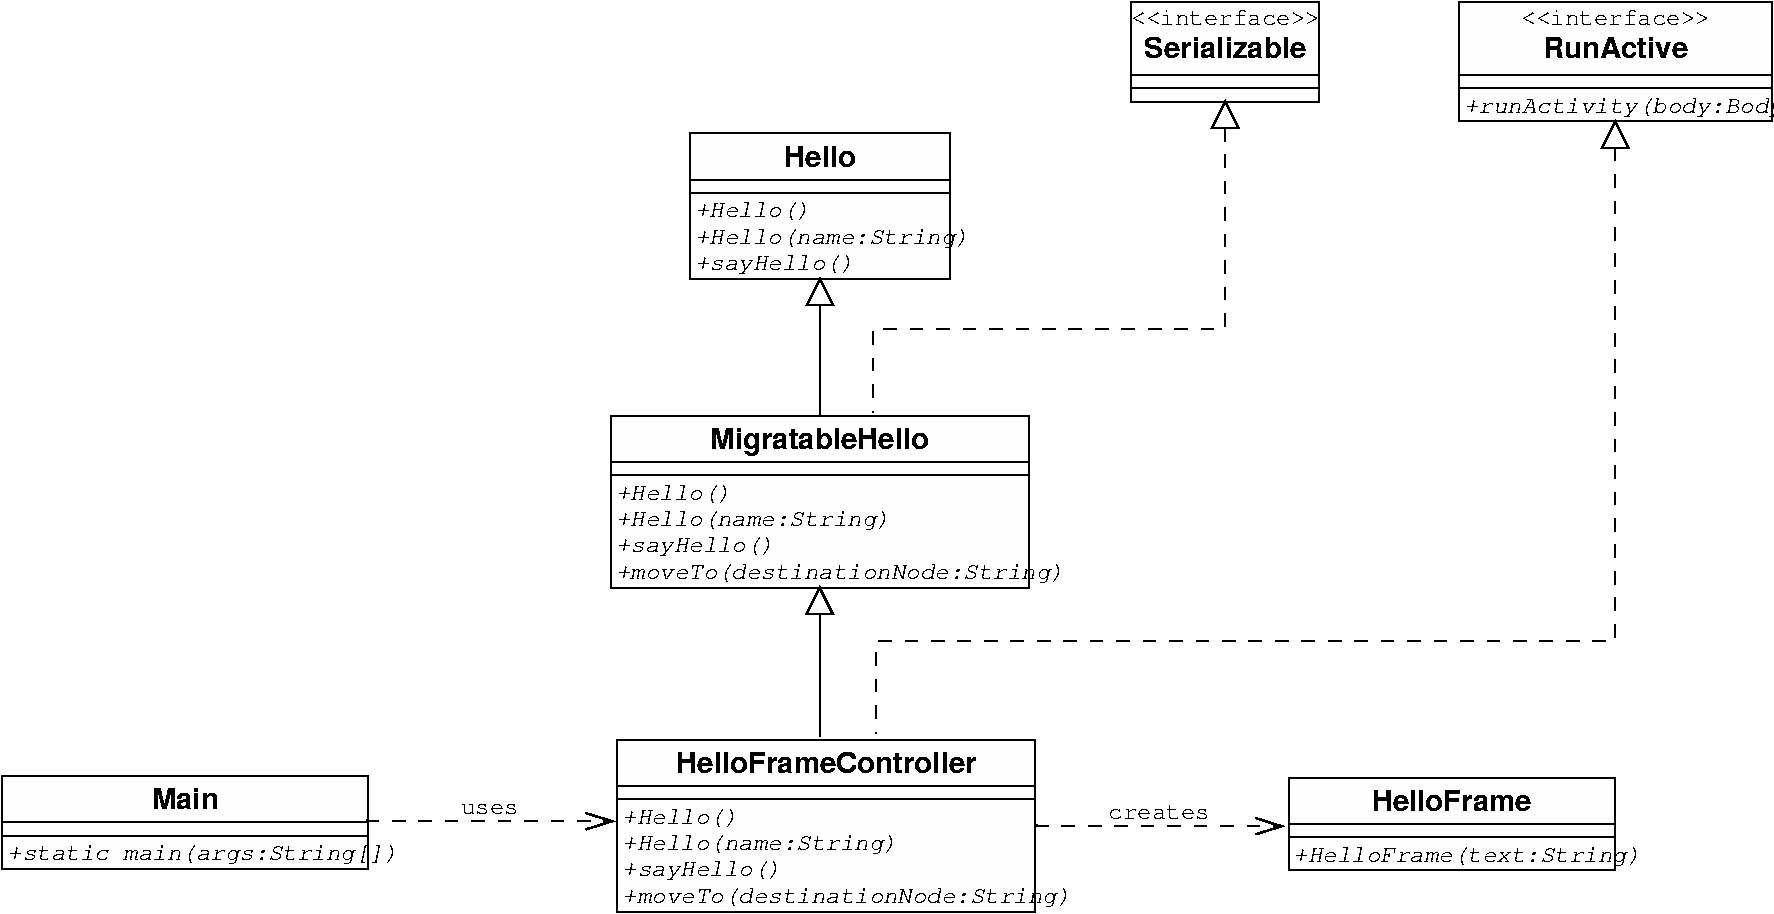 <<interface>>
Serializable
<<interface>>
RunActive
+runActivity(body:Body
Hello
+Hello()
+Hello(name:String)
+sayHello()
MigratableHello
+Hello()
+Hello(name:String)
+sayHello()
+moveTo(destinationNode:String)
Main
+static main(args:String[])
uses
HelloFrameController
+Hello()
+Hello(name:String)
+sayHello()
+moveTo(destinationNode:String)
creates
HelloFrame
+HelloFrame(text:String)